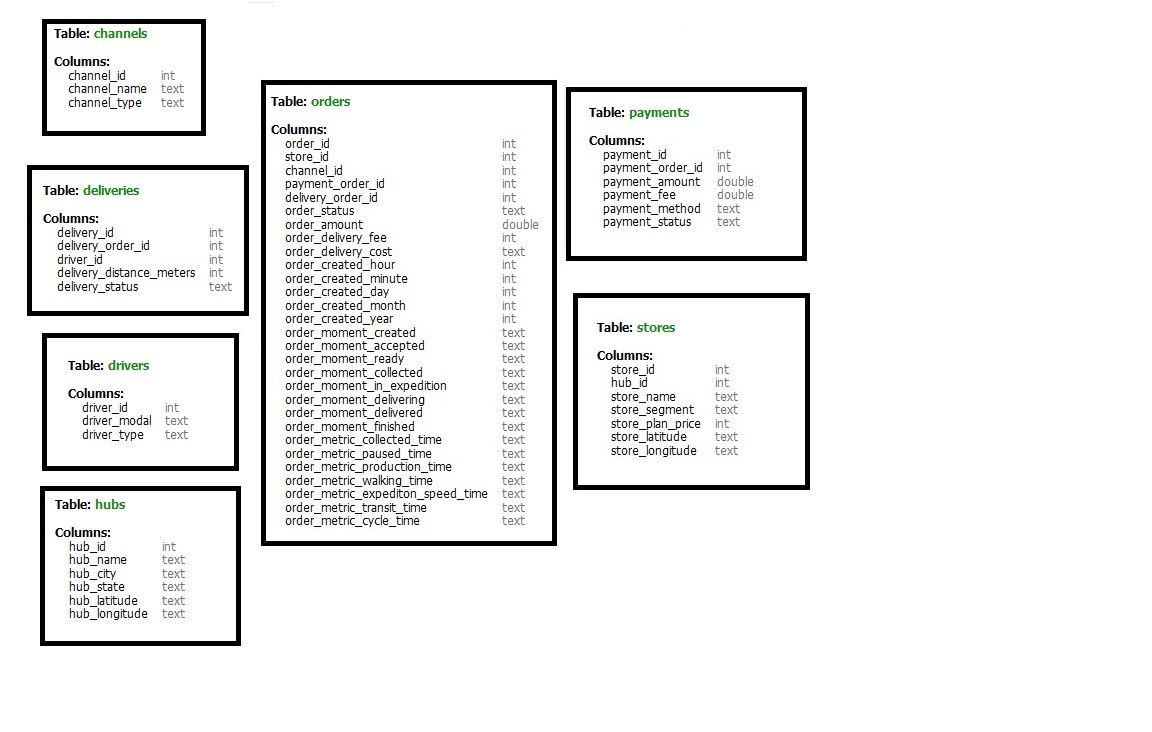 Table: channels
Columns:
channel_id int
channel_name text
channel_type text
Table: deliveries
Columns:
delivery_id int
delivery_order_id int
driver_id int
delivery_distance_meters int
delivery_status text
Table: drivers
Columns:
driver_id int
driver_modal text
driver_type text
Table: hubs
Columns:
hub_id int
hub_name text
hub_city text
hub_state text
hub_latitude text
hub_longitude text
Table: orders
Columns:
order_id int
store_id int
channel_id int
payment_order_id int
delivery_order_id int
order_status text
order_amount double
order_delivery_fee int
order_delivery_cost text
order_created_hour int
order_created_minute int
order_created_day int
order_created_month int
order_created_year int
order_moment_created text
order_moment_accepted text
order_moment_ready text
order_moment_collected text
order_moment_in_expedition text
order_moment_delivering text
order_moment_delivered text
order_moment_finished text
order_metric_collected_time text
order_metric_paused_time text
order_metric_production_time text
order_metric_walking_time text
order_metric_expediton_speed_time text
order_metric_transit_time text
order_metric_cycle_time text
Table: payments
Columns:
payment_id int
payment_order_id int
payment_amount double
payment_fee double
payment_method text
payment_status text
Table: stores
Columns:
store_id int
hub_id int
store_name text
store_segment text
store_plan_price int
store_latitude text
store_longitude text